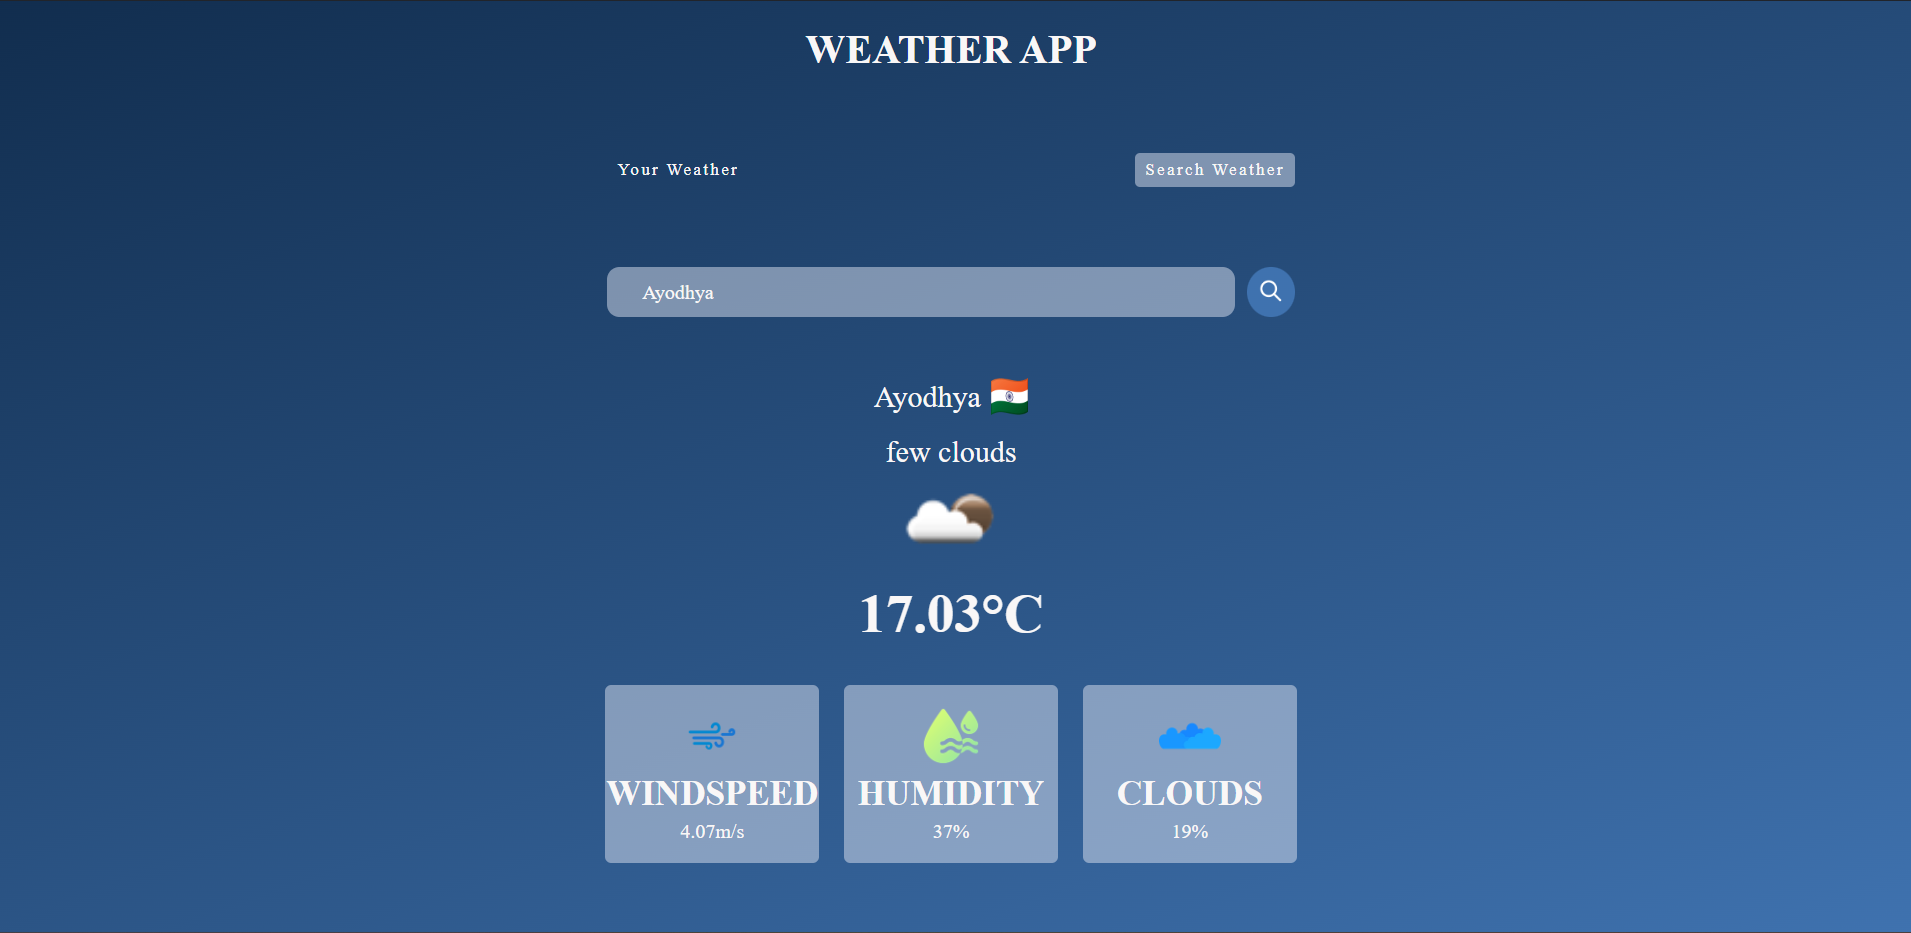 WEATHER APP
Your Weather
Search Weather
Ayodhya
Ayodhya
few clouds
17.03°C
WINDSPEED
4.07m/s
HUMIDITY
37%
CLOUDS
19%